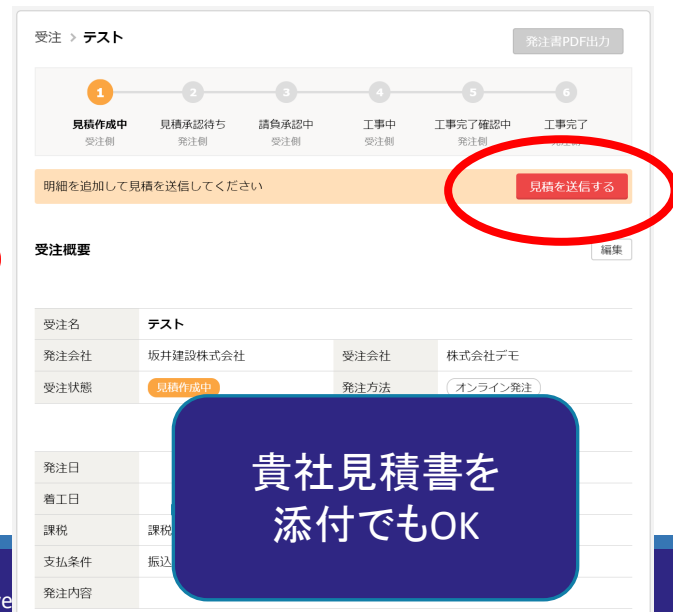 受注 > テスト
発注書PDF出力
1 2 3 4 5 6
見積作成中 見積承認待ち 請負承認中 工事中 工事完了確認中 工事完了
受注側 発注側 受注側 受注側 発注側
明細を追加して見積を送信してください 見積を送信する
受注概要 編集
受注名 テスト
発注会社 坂井建設株式会社 受注会社 株式会社デモ
受注状態 見積作成中 発注方法 オンライン発注
貴社見積書を
添付でもOK
発注日
着工日
課税 課税
支払条件 振込
発注内容
re